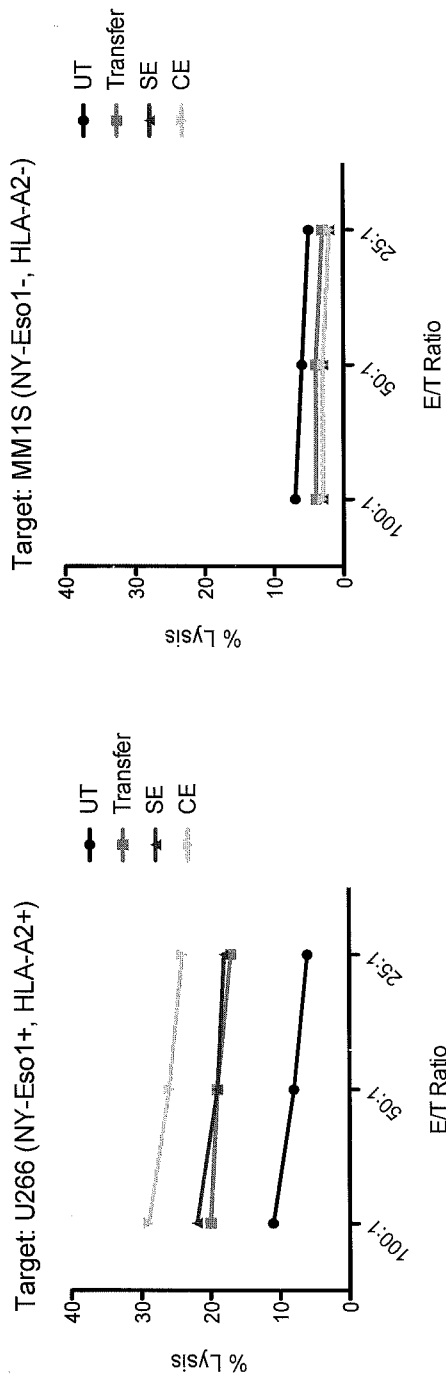 Target: U266 (NY-Eso1+, HLA-A2+)
% Lysis
40
30
20
10
0
100:1
50:1
25:1
E/T Ratio
UT
Transfer
SE
CE
Target: MM1S (NY-Eso1-, HLA-A2-)
% Lysis
40
30
20
10
0
100:1
50:1
25:1
E/T Ratio
UT
Transfer
SE
CE